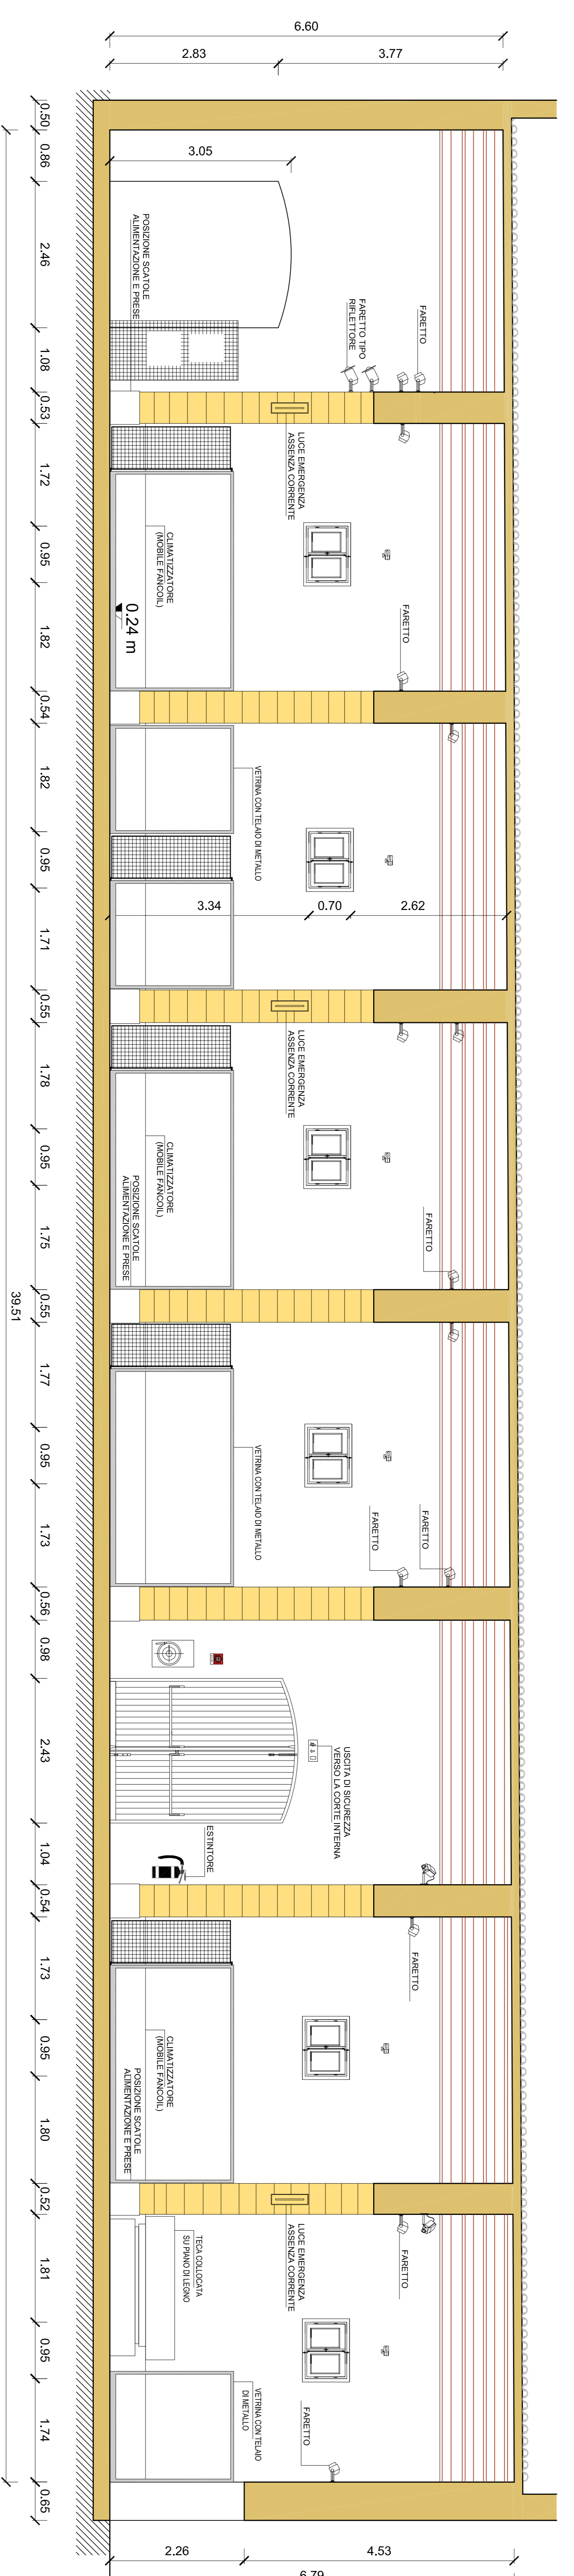 6.60
2.83
3.77
0.50
0.86
2.46
1.08
0.53
1.72
0.95
1.82
0.54
1.82
0.95
1.71
0.55
1.78
0.95
1.75
0.55
1.77
0.95
1.73
0.56
0.98
2.43
1.04
0.54
1.73
0.95
1.80
0.52
1.81
0.95
1.74
0.65
39.51
3.05
POSIZIONE SCATOLE
ALIMENTAZIONE E PRESE
FARETTO TIPO
RIFLETTORE
FARETTO
LUCE EMERGENZA
ASSENZA CORRENTE
CLIMATIZZATORE
(MOBILE FANCOIL)
0.24 m
FARETTO
VETRINA CON TELAIO DI METALLO
3.34
0.70
2.62
LUCE EMERGENZA
ASSENZA CORRENTE
CLIMATIZZATORE
(MOBILE FANCOIL)
POSIZIONE SCATOLE
ALIMENTAZIONE E PRESE
FARETTO
VETRINA CON TELAIO DI METALLO
FARETTO
FARETTO
USCITA DI SICUREZZA
VERSO LA CORTE INTERNA
ESTINTORE
FARETTO
CLIMATIZZATORE
(MOBILE FANCOIL)
POSIZIONE SCATOLE
ALIMENTAZIONE E PRESE
LUCE EMERGENZA
ASSENZA CORRENTE
FARETTO
TECA COLLOCATA
SU PIANO DI LEGNO
VETRINA CON TELAIO
DI METALLO
FARETTO
2.26
4.53
6.79